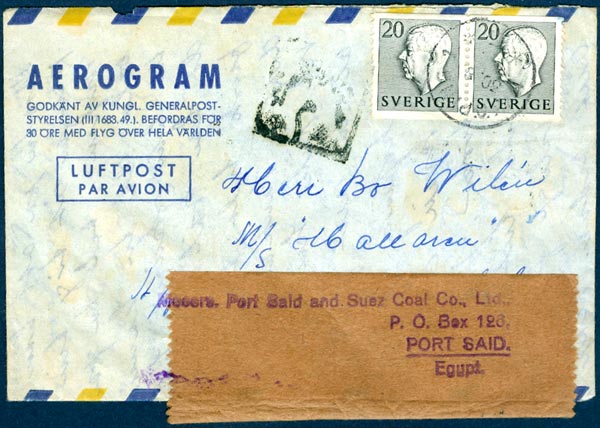 AEROGRAM
GODKÄNT AV KUNGL. GENERALPOST-
STYRELSEN (III 1683. 49.). BEFORDRAS FÖR
30 ÖRE MED FLYG ÖVER HELA VÄRLDEN
LUFTPOST
PAR AVION
20
SVERIGE
20
SVERIGE
Herr Bo Wilén
M/S "Hallaren"
Messrs. Port Said and Suez Coal Co., Ltd.,
P. O. Box 126,
PORT SAID.
Egypt.